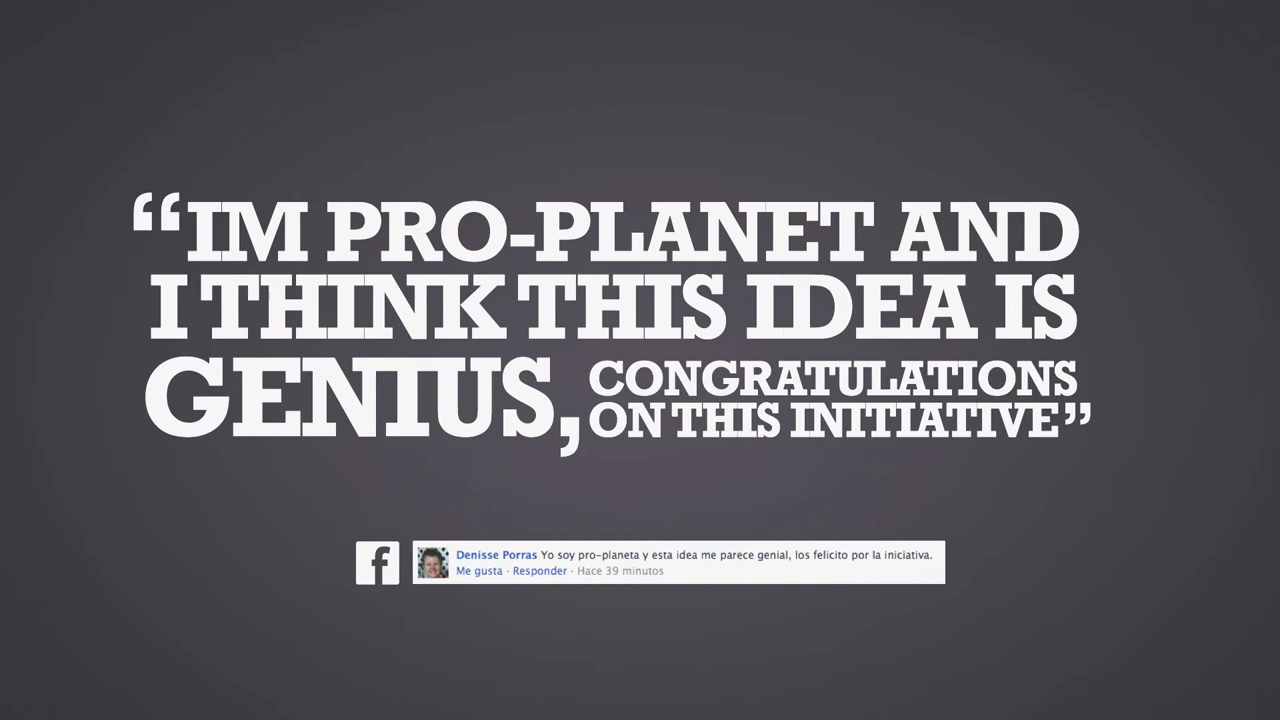 “IM PRO-PLANET AND
I THINK THIS IDEA IS
GENIUS, CONGRATULATIONS
ON THIS INITIATIVE”
f
Denisse Porras Yo soy pro-planeta y esta idea me parece genial, los felicito por la iniciativa.
Me gusta · Responder · Hace 39 minutos